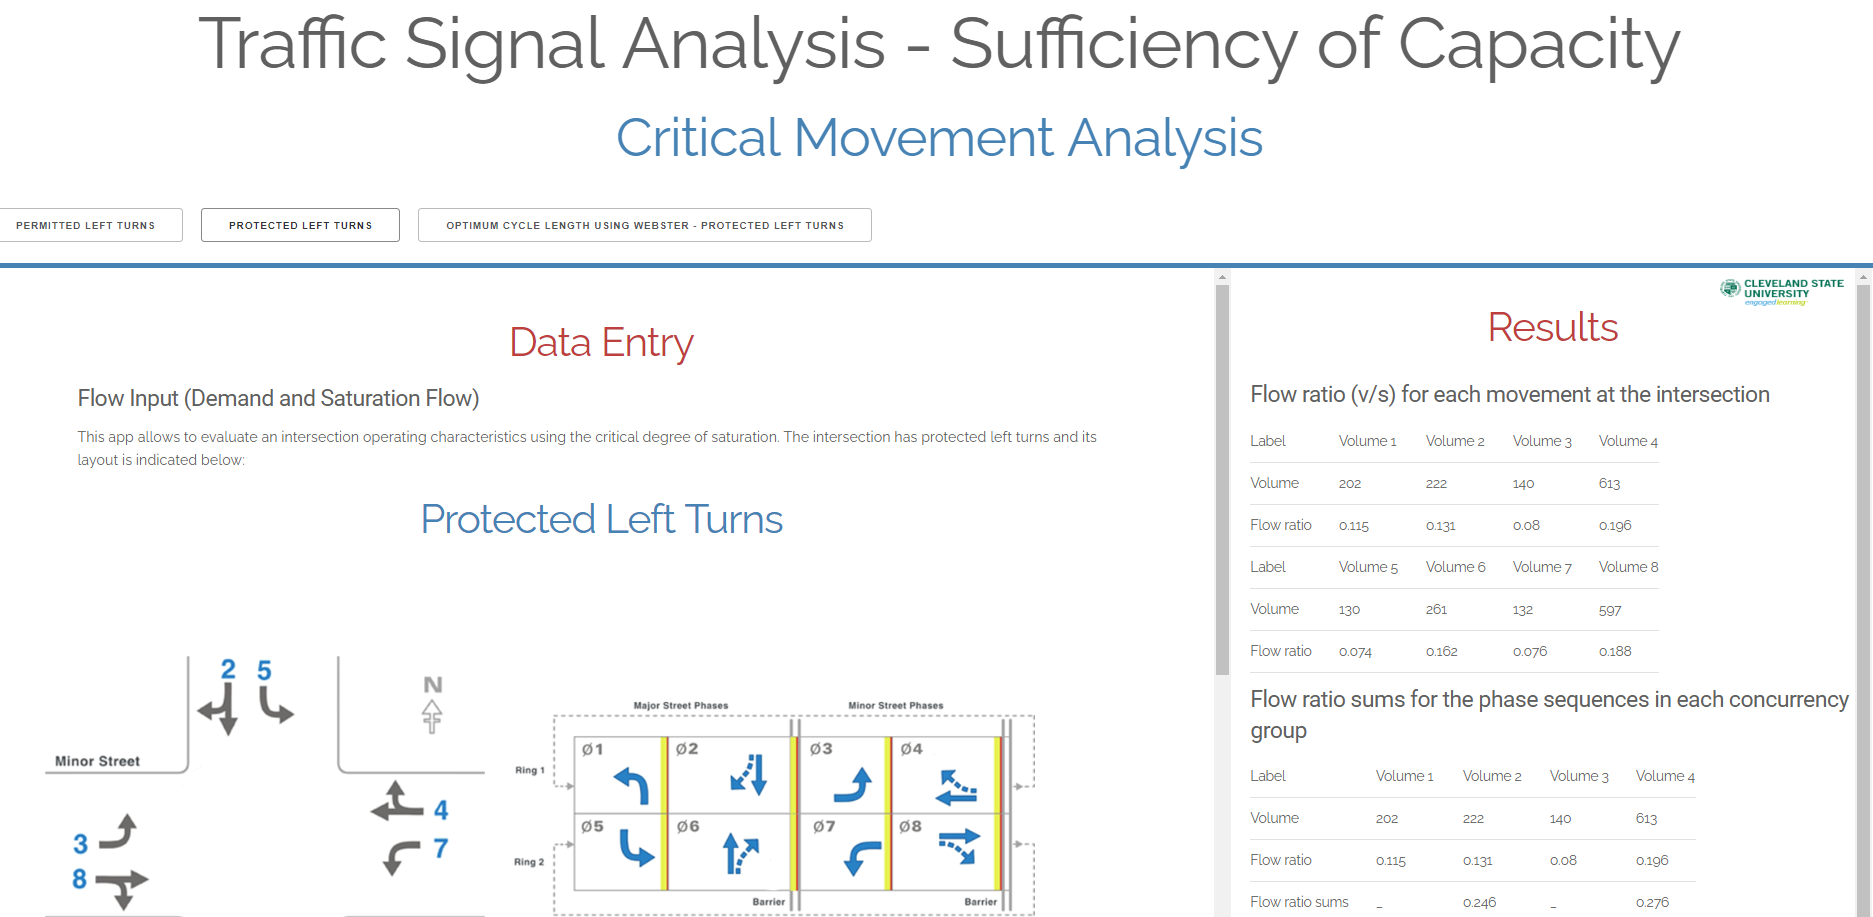 Traffic Signal Analysis - Sufficiency of Capacity
Critical Movement Analysis
PERMITTED LEFT TURNS
PROTECTED LEFT TURNS
OPTIMUM CYCLE LENGTH USING WEBSTER - PROTECTED LEFT TURNS
Data Entry
Flow Input (Demand and Saturation Flow)
This app allows to evaluate an intersection operating characteristics using the critical degree of saturation. The intersection has protected left turns and its
layout is indicated below:
Protected Left Turns
2 5
N
Minor Street
4
3
7
8
Major Street Phases Minor Street Phases
Ring 1
Ø1 Ø2 Ø3 Ø4
Ø5 Ø6 Ø7 Ø8
Ring 2
Barrier Barrier
CLEVELAND STATE
UNIVERSITY
engagedlearning
Results
Flow ratio (v/s) for each movement at the intersection
Label Volume 1 Volume 2 Volume 3 Volume 4
Volume 202 222 140 613
Flow ratio 0.115 0.131 0.08 0.196
Label Volume 5 Volume 6 Volume 7 Volume 8
Volume 130 261 132 597
Flow ratio 0.074 0.162 0.076 0.188
Flow ratio sums for the phase sequences in each concurrency
group
Label Volume 1 Volume 2 Volume 3 Volume 4
Volume 202 222 140 613
Flow ratio 0.115 0.131 0.08 0.196
Flow ratio sums _ 0.246 _ 0.276